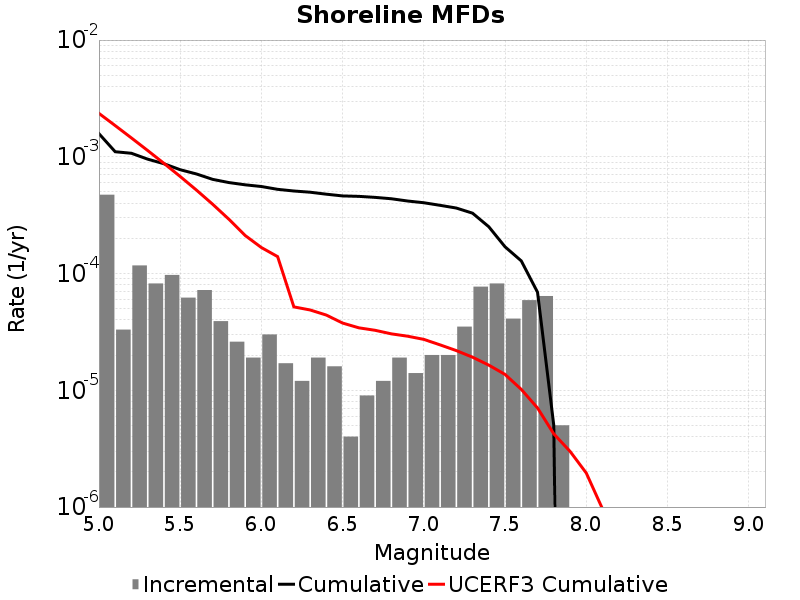 Shoreline MFDs
10-2
10-3
10-4
10-5
10-6
Rate (1/yr)
5.0 5.5 6.0 6.5 7.0 7.5 8.0 8.5 9.0
Magnitude
Incremental Cumulative UCERF3 Cumulative